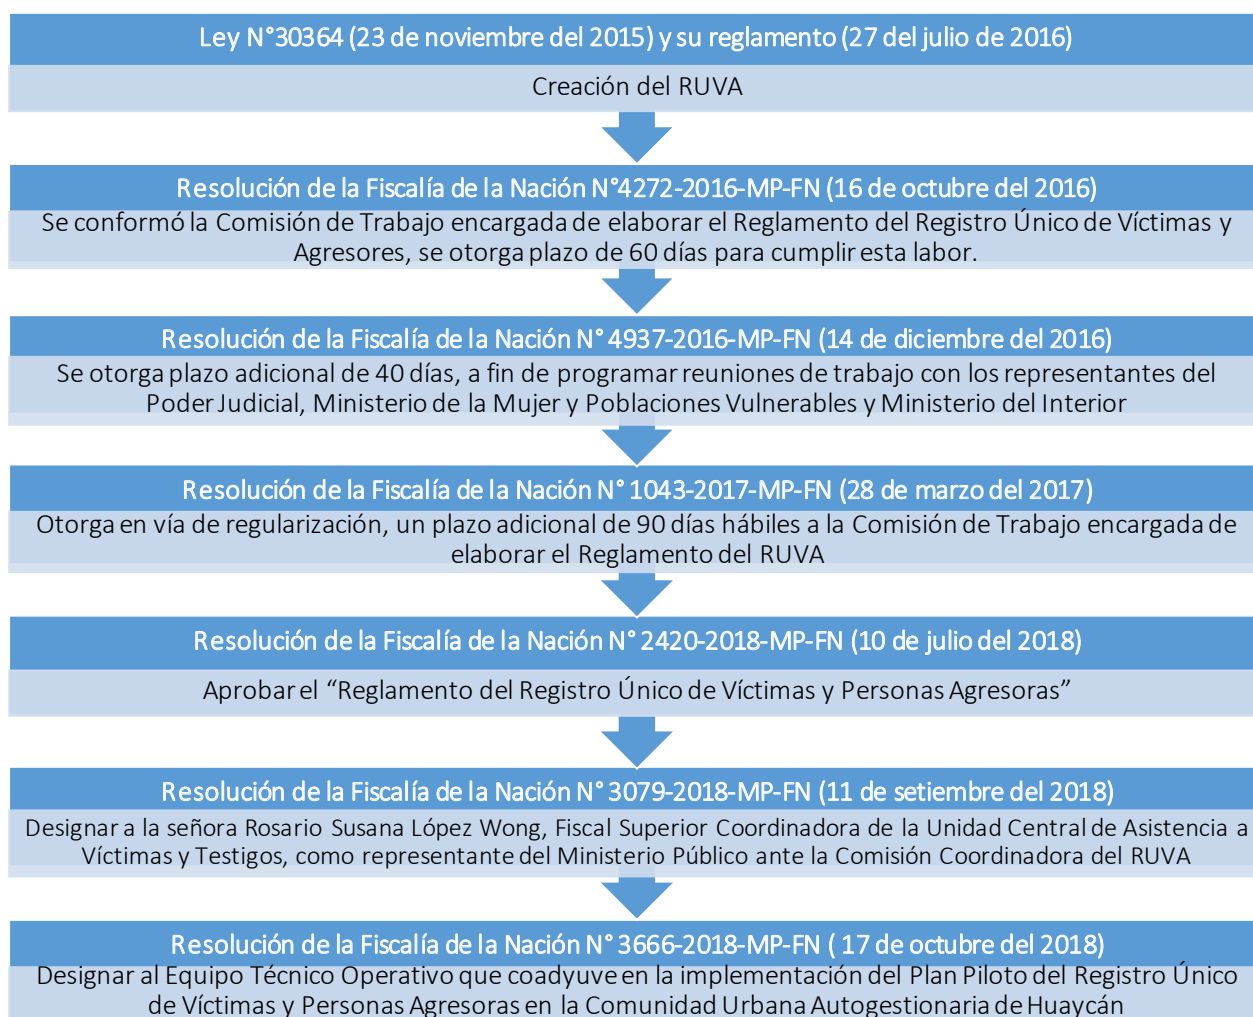 Ley N°30364 (23 de noviembre del 2015) y su reglamento (27 del julio de 2016)
Creación del RUVA
Resolución de la Fiscalía de la Nación N°4272-2016-MP-FN (16 de octubre del 2016)
Se conformó la Comisión de Trabajo encargada de elaborar el Reglamento del Registro Único de Víctimas y
Agresores, se otorga plazo de 60 días para cumplir esta labor.
Resolución de la Fiscalía de la Nación N° 4937-2016-MP-FN (14 de diciembre del 2016)
Se otorga plazo adicional de 40 días, a fin de programar reuniones de trabajo con los representantes del
Poder Judicial, Ministerio de la Mujer y Poblaciones Vulnerables y Ministerio del Interior
Resolución de la Fiscalía de la Nación N° 1043-2017-MP-FN (28 de marzo del 2017)
Otorga en vía de regularización, un plazo adicional de 90 días hábiles a la Comisión de Trabajo encargada de
elaborar el Reglamento del RUVA
Resolución de la Fiscalía de la Nación N° 2420-2018-MP-FN (10 de julio del 2018)
Aprobar el “Reglamento del Registro Único de Víctimas y Personas Agresoras”
Resolución de la Fiscalía de la Nación N° 3079-2018-MP-FN (11 de setiembre del 2018)
Designar a la señora Rosario Susana López Wong, Fiscal Superior Coordinadora de la Unidad Central de Asistencia a
Víctimas y Testigos, como representante del Ministerio Público ante la Comisión Coordinadora del RUVA
Resolución de la Fiscalía de la Nación N° 3666-2018-MP-FN ( 17 de octubre del 2018)
Designar al Equipo Técnico Operativo que coadyuve en la implementación del Plan Piloto del Registro Único
de Víctimas y Personas Agresoras en la Comunidad Urbana Autogestionaria de Huaycán